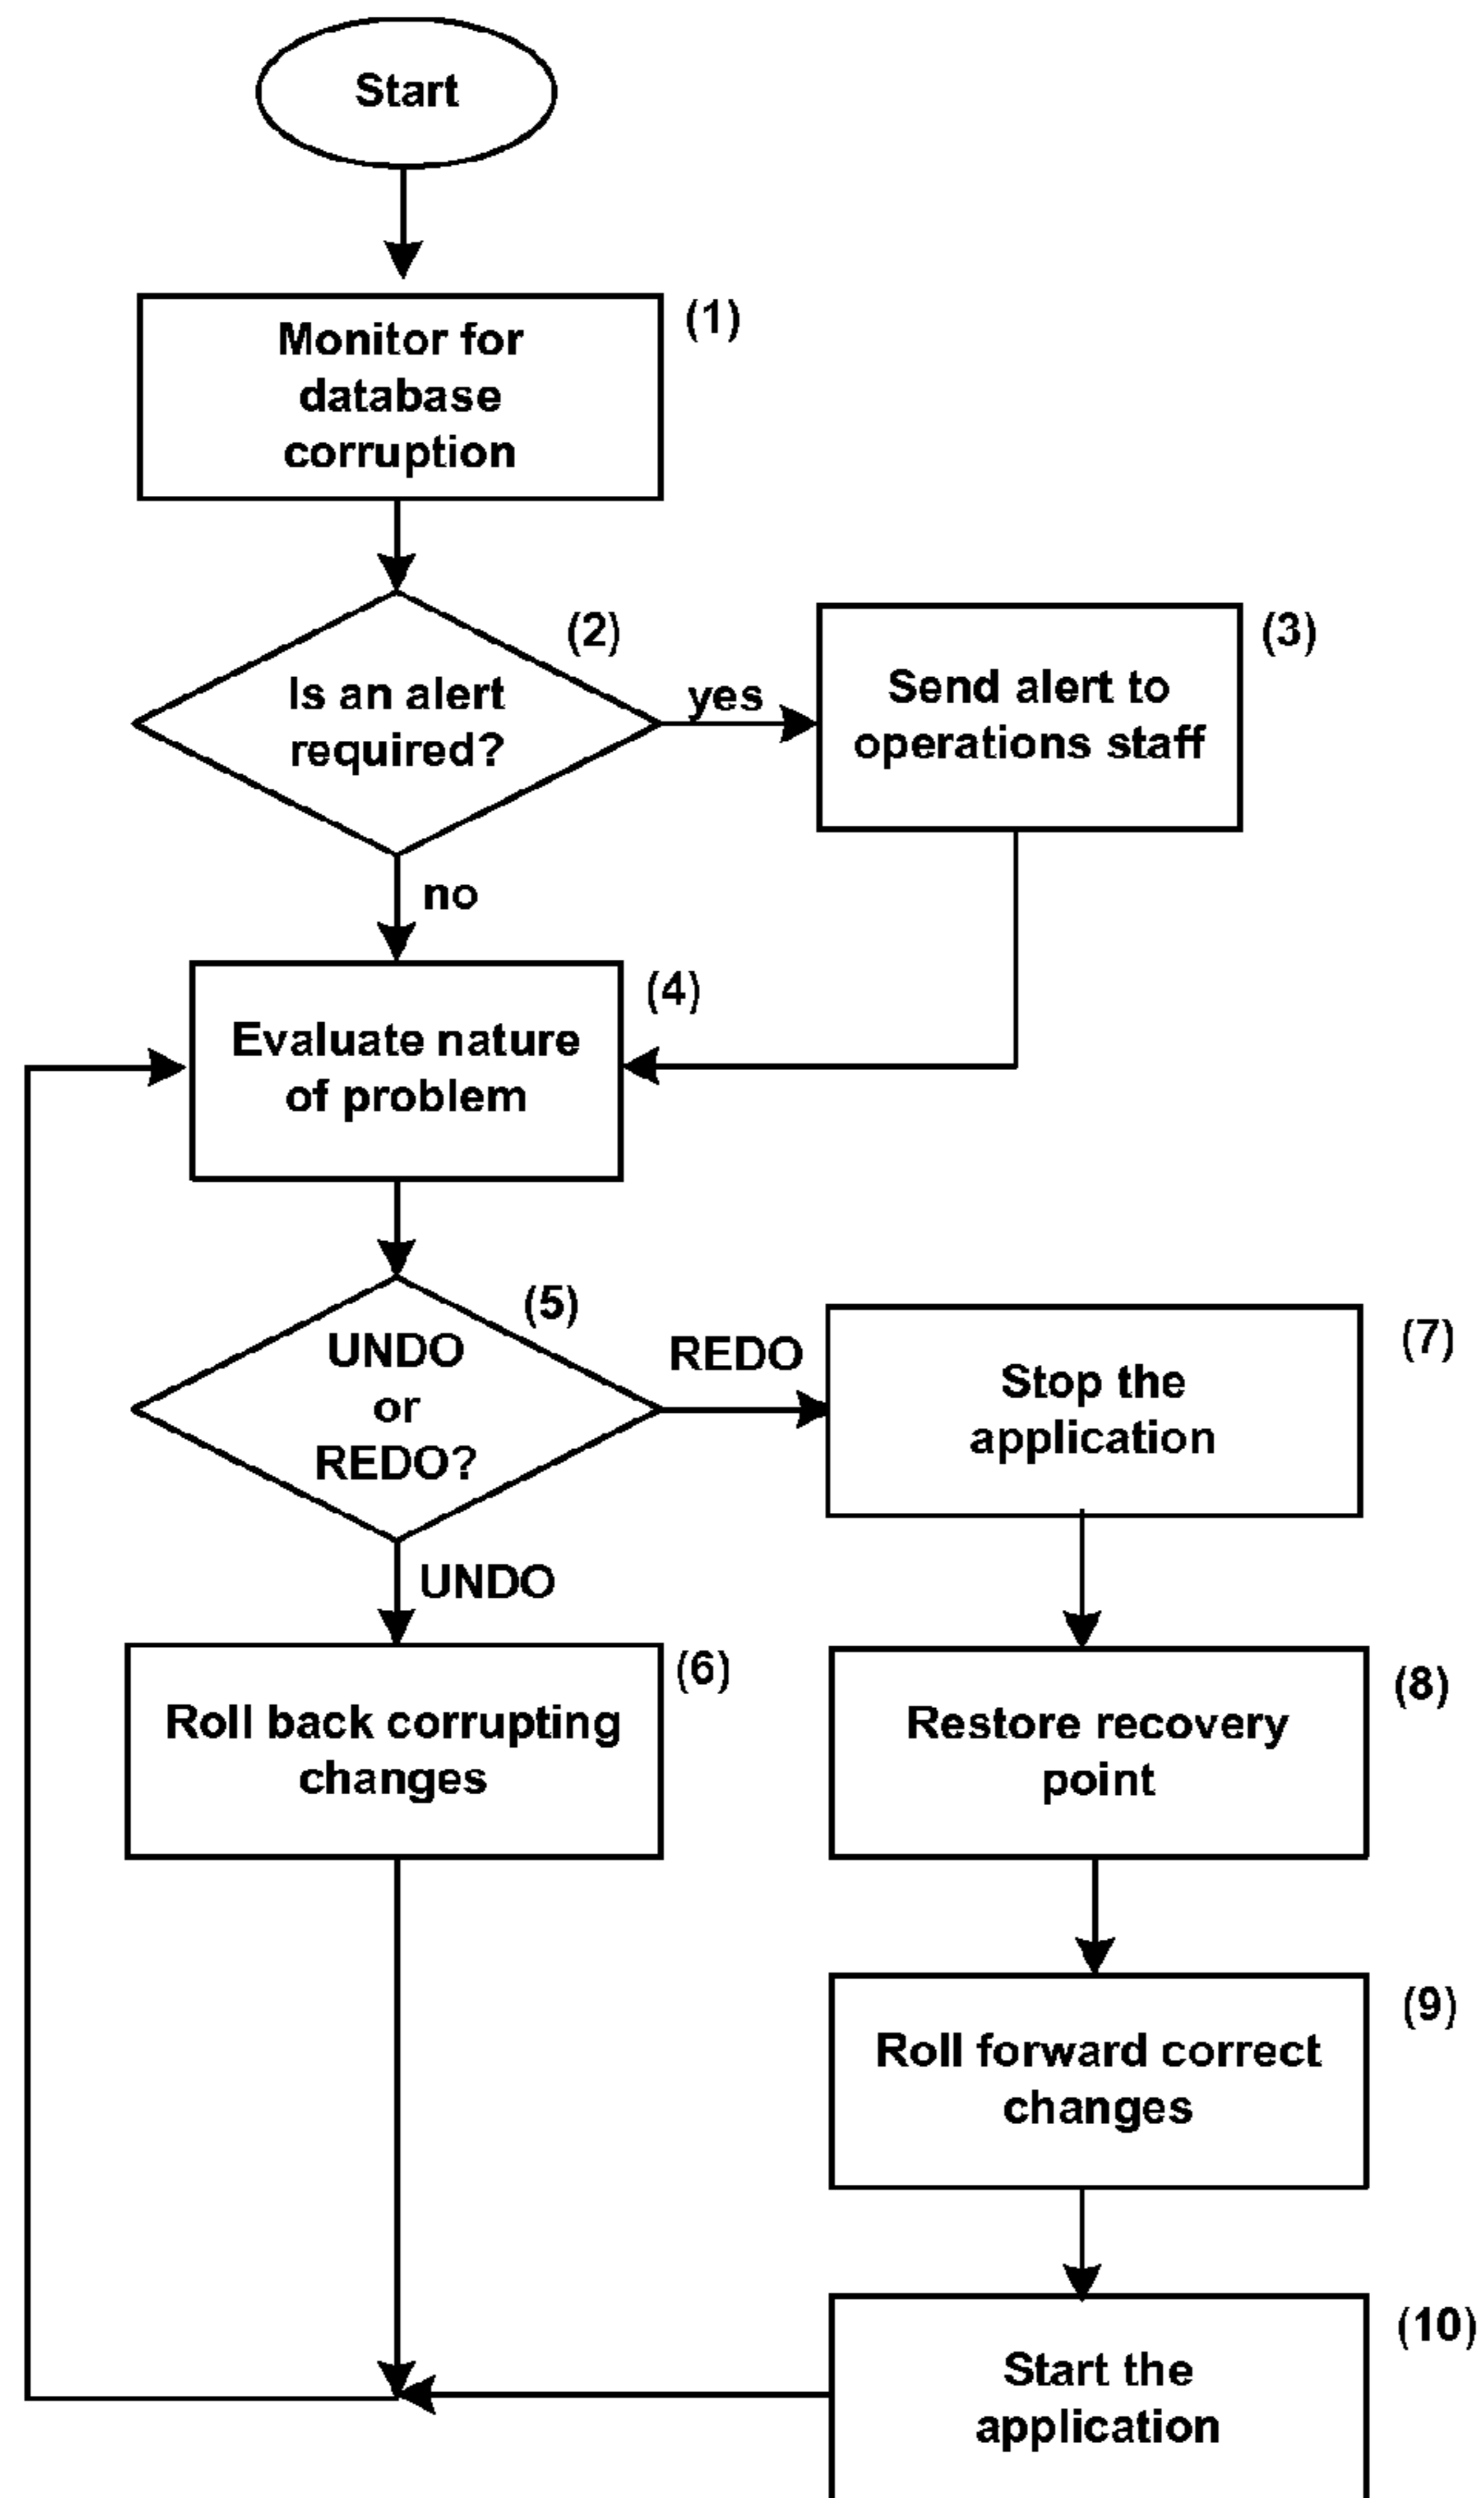 Start
(1)
Monitor for
database
corruption
(2)
Is an alert
required?
yes
(3)
Send alert to
operations staff
no
(4)
Evaluate nature
of problem
(5)
UNDO
or
REDO?
REDO
(7)
Stop the
application
UNDO
(6)
Roll back corrupting
changes
(8)
Restore recovery
point
(9)
Roll forward correct
changes
(10)
Start the
application